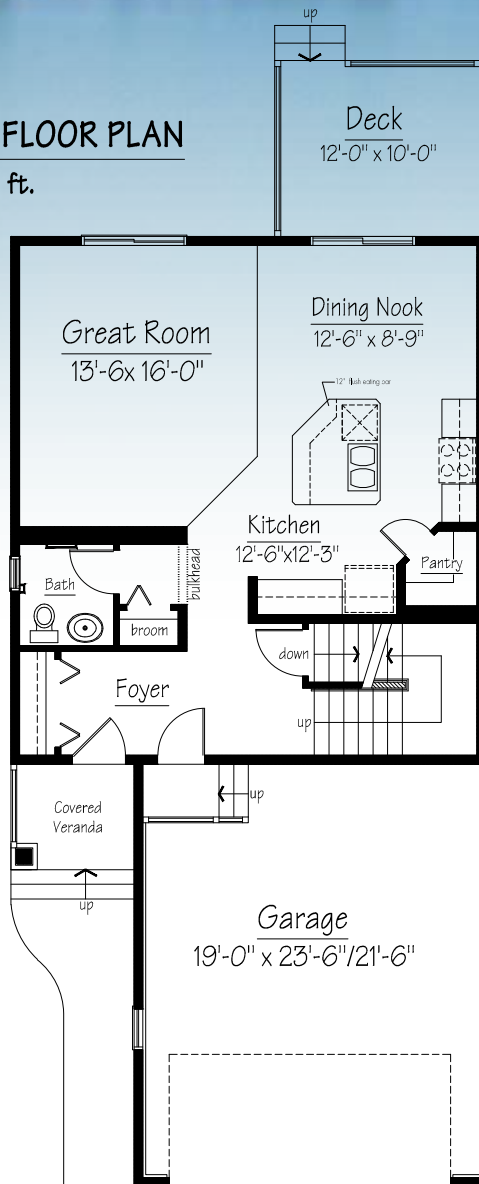 up
FLOOR PLAN
ft.
Deck
12'-0" x 10'-0"
Great Room
13'-6x 16'-0"
Dining Nook
12'-6" x 8'-9"
12" flush eating bar
Kitchen
12'-6"x12'-3"
Pantry
bulkhead
Bath
broom
down
Foyer
up
up
Covered
Veranda
up
Garage
19'-0" x 23'-6"/21'-6"